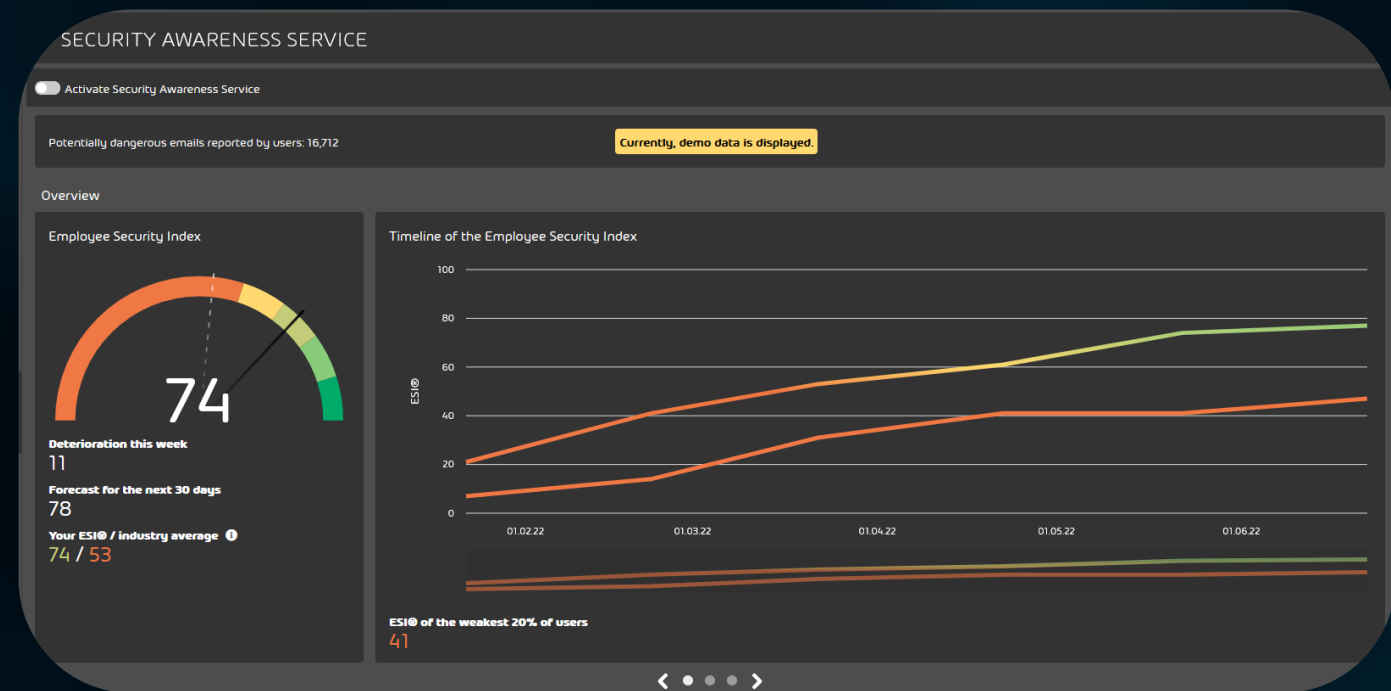 SECURITY AWARENESS SERVICE
Activate Security Awareness Service
Potentially dangerous emails reported by users: 16,712
Currently, demo data is displayed.
Overview
Employee Security Index
74
Deterioration this week
11
Forecast for the next 30 days
78
Your ESI® / industry average i
74 / 53
Timeline of the Employee Security Index
100
80
60
40
20
0
ESI®
01.02.22 01.03.22 01.04.22 01.05.22 01.06.22
ESI® of the weakest 20% of users
41